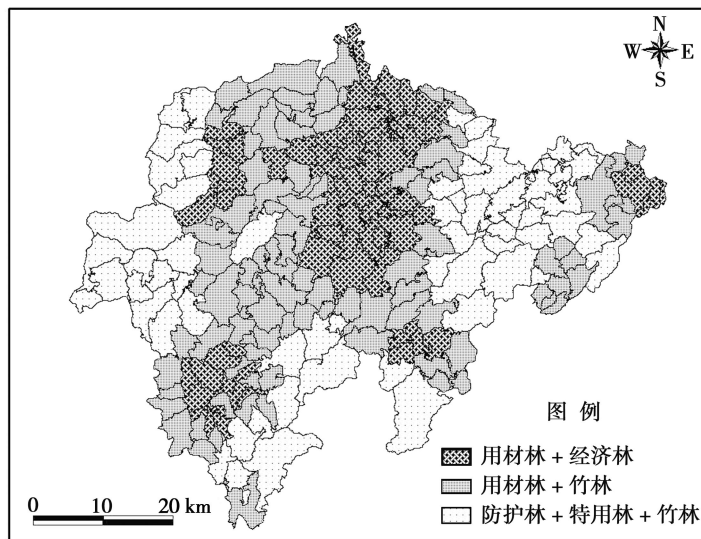 N
W E
S
图 例
用材林 + 经济林
用材林 + 竹林
防护林 + 特用林 + 竹林
0 10 20 km